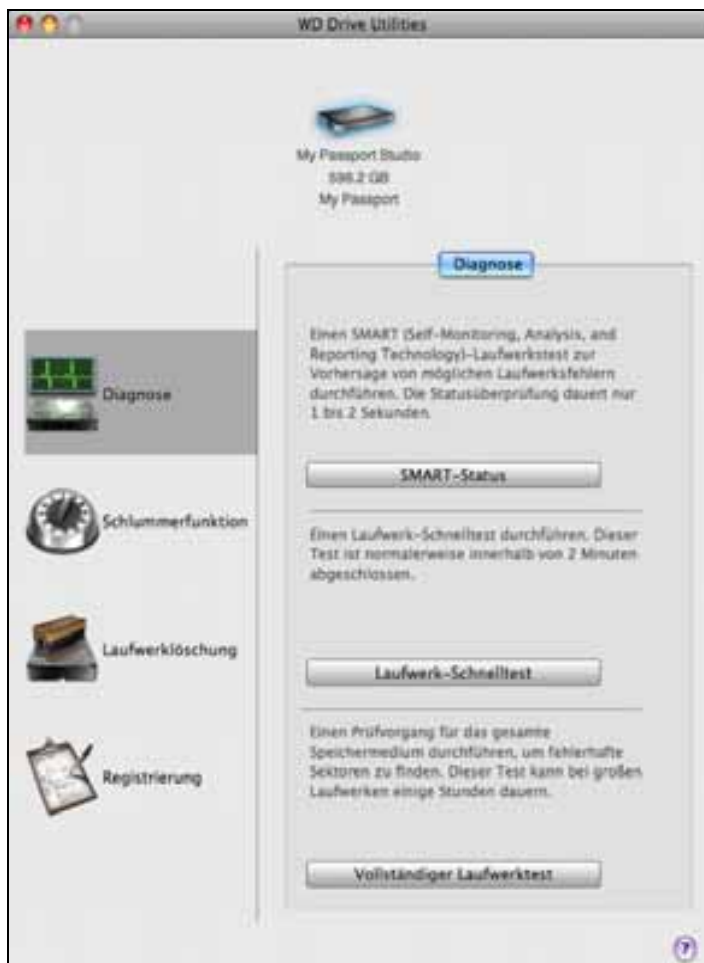 WD Drive Utilities
My Passport Studio
598.2 GB
My Passport
Diagnose
Schlummerfunktion
Laufwerklöschung
Registrierung
Diagnose
Einen SMART (Self-Monitoring, Analysis, and
Reporting Technology)-Laufwerkstest zur
Vorhersage von möglichen Laufwerksfehlern
durchführen. Die Statusüberprüfung dauert nur
1 bis 2 Sekunden.
SMART-Status
Einen Laufwerk-Schnelltest durchführen. Dieser
Test ist normalerweise innerhalb von 2 Minuten
abgeschlossen.
Laufwerk-Schnelltest
Einen Prüfvorgang für das gesamte
Speichermedium durchführen, um fehlerhafte
Sektoren zu finden. Dieser Test kann bei großen
Laufwerken einige Stunden dauern.
Vollständiger Laufwerktest
?